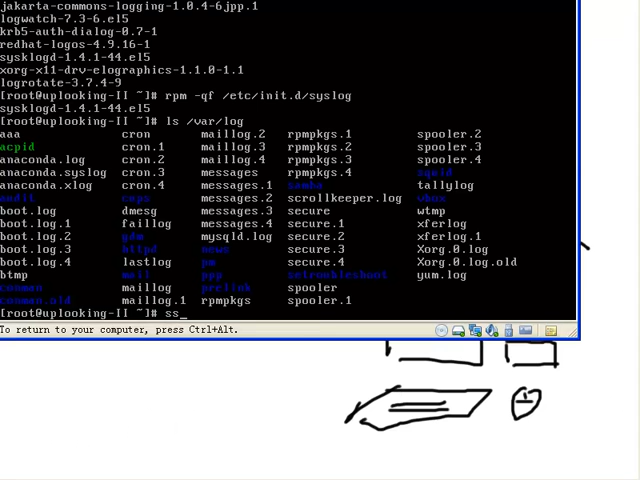 jakarta-commons-logging-1.0.4-6jpp.1
logwatch-7.3-6.el5
krb5-auth-dialog-0.7-1
redhat-logos-4.9.16-1
sysklogd-1.4.1-44.el5
xorg-x11-drv-elographics-1.1.0-1.1
logrotate-3.7.4-9
[root@uplooking-II ~]# rpm -qf /etc/init.d/syslog
sysklogd-1.4.1-44.el5
[root@uplooking-II ~]# ls /var/log
aaa cron maillog.2 rpmpkgs.1 spooler.2
acpid cron.1 maillog.3 rpmpkgs.2 spooler.3
anaconda.log cron.2 maillog.4 rpmpkgs.3 spooler.4
anaconda.syslog cron.3 messages rpmpkgs.4 squid
anaconda.xlog cron.4 messages.1 samba tallylog
audit cups messages.2 scrollkeeper.log vbox
boot.log dmesg messages.3 secure wtmp
boot.log.1 faillog messages.4 secure.1 xferlog
boot.log.2 gdm mysqld.log secure.2 xferlog.1
boot.log.3 httpd news secure.3 Xorg.0.log
boot.log.4 lastlog pm secure.4 Xorg.0.log.old
btmp mail ppp setroubleshoot yum.log
conman maillog prelink spooler
conman.old maillog.1 rpmpkgs spooler.1
[root@uplooking-II ~]# ss_
To return to your computer, press Ctrl+Alt.